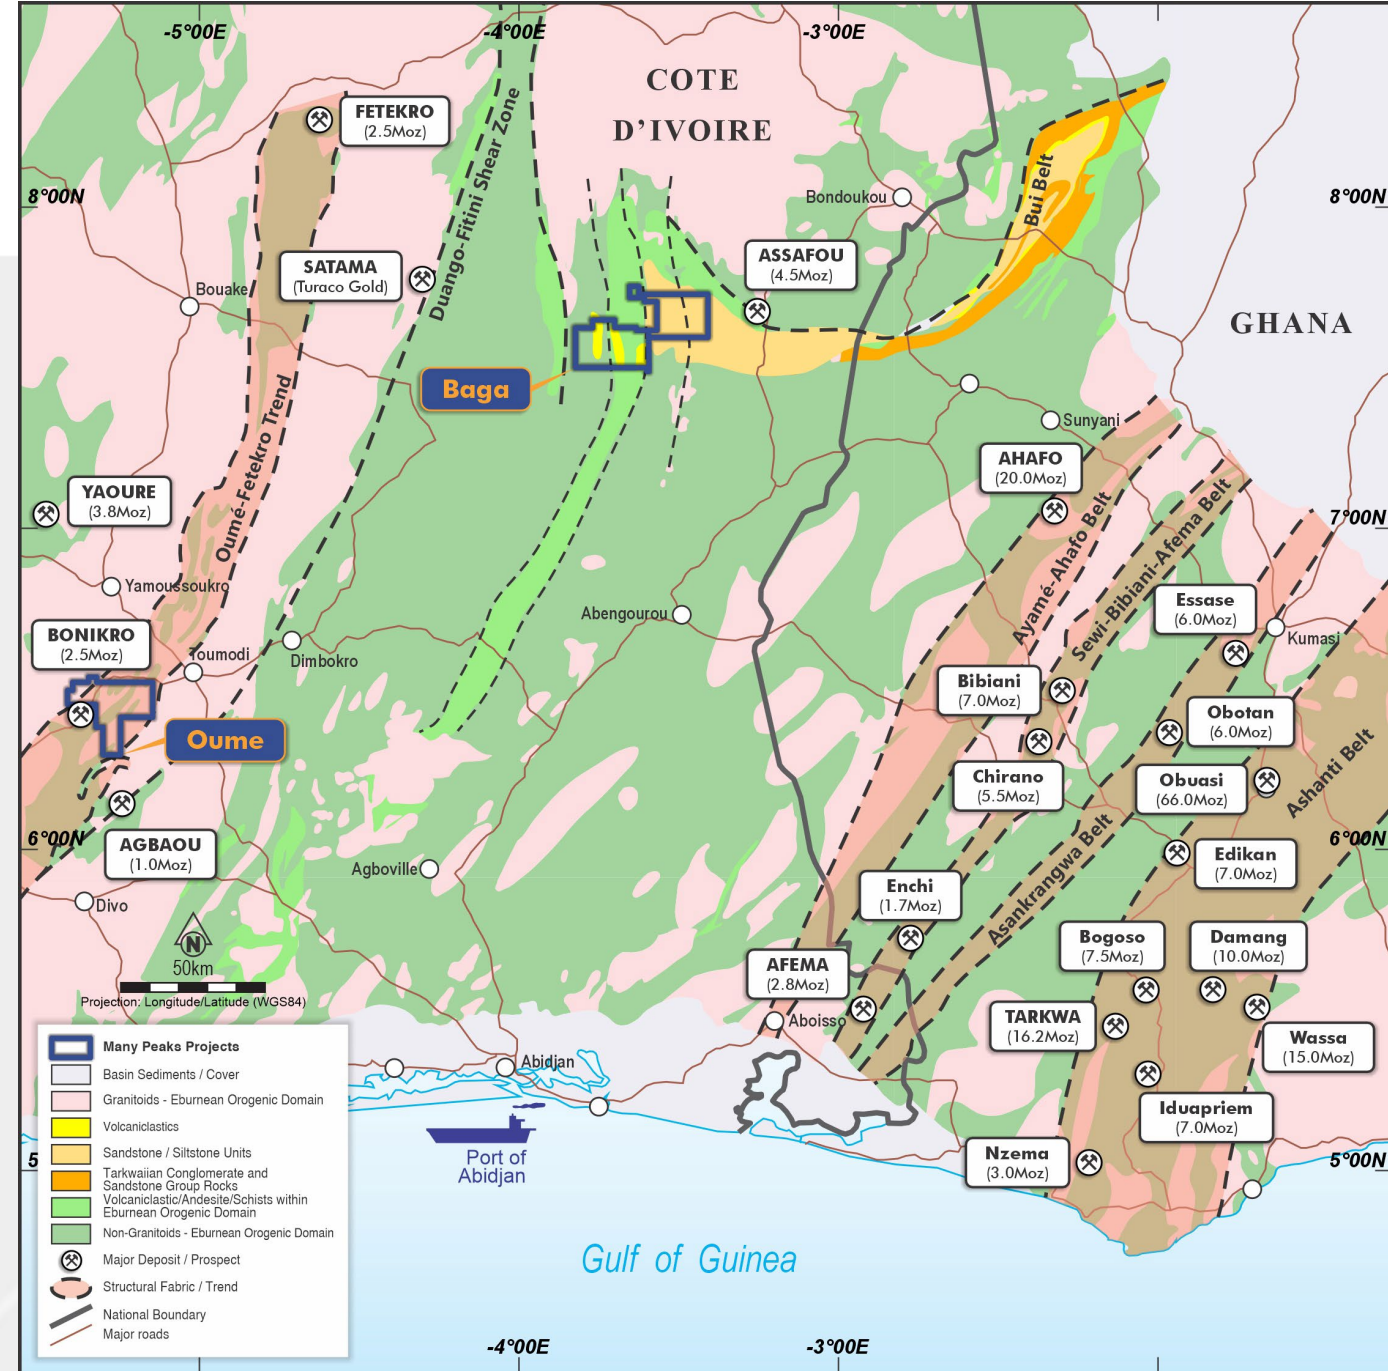 -5°00E
-4°00E
-3°00E
COTE
D'IVOIRE
FETEKRO
(2.5Moz)
Duango-Fitini Shear Zone
Bui Belt
8°00N
8°00N
Bondoukou
SATAMA
(Turaco Gold)
ASSAFOU
(4.5Moz)
Bouake
GHANA
Baga
Sunyani
AHAFO
(20.0Moz)
Oumé-Fetekro Trend
YAOURE
(3.8Moz)
7°00N
Ayamé-Ahafo Belt
Sewi-Bibiani-Afema Belt
Yamoussoukro
Abengourou
Essase
(6.0Moz)
Kumasi
BONIKRO
(2.5Moz)
Toumodi
Dimbokro
Bibiani
(7.0Moz)
Obotan
(6.0Moz)
Oume
Chirano
(5.5Moz)
Obuasi
(66.0Moz)
Ashanti Belt
6°00N
6°00N
AGBAOU
(1.0Moz)
Agboville
Asankrangwa Belt
Edikan
(7.0Moz)
Divo
Enchi
(1.7Moz)
N
50km
Projection: Longitude/Latitude (WGS84)
Bogoso
(7.5Moz)
Damang
(10.0Moz)
AFEMA
(2.8Moz)
Aboisso
TARKWA
(16.2Moz)
Wassa
(15.0Moz)
Abidjan
Iduapriem
(7.0Moz)
Port of
Abidjan
Nzema
(3.0Moz)
5
5°00N
Gulf of Guinea
Many Peaks Projects
Basin Sediments / Cover
Granitoids - Eburnean Orogenic Domain
Volcaniclastics
Sandstone / Siltstone Units
Tarkwaiian Conglomerate and
Sandstone Group Rocks
Volcaniclastic/Andesite/Schists within
Eburnean Orogenic Domain
Non-Granitoids - Eburnean Orogenic Domain
Major Deposit / Prospect
Structural Fabric / Trend
National Boundary
Major roads
-4°00E
-3°00E